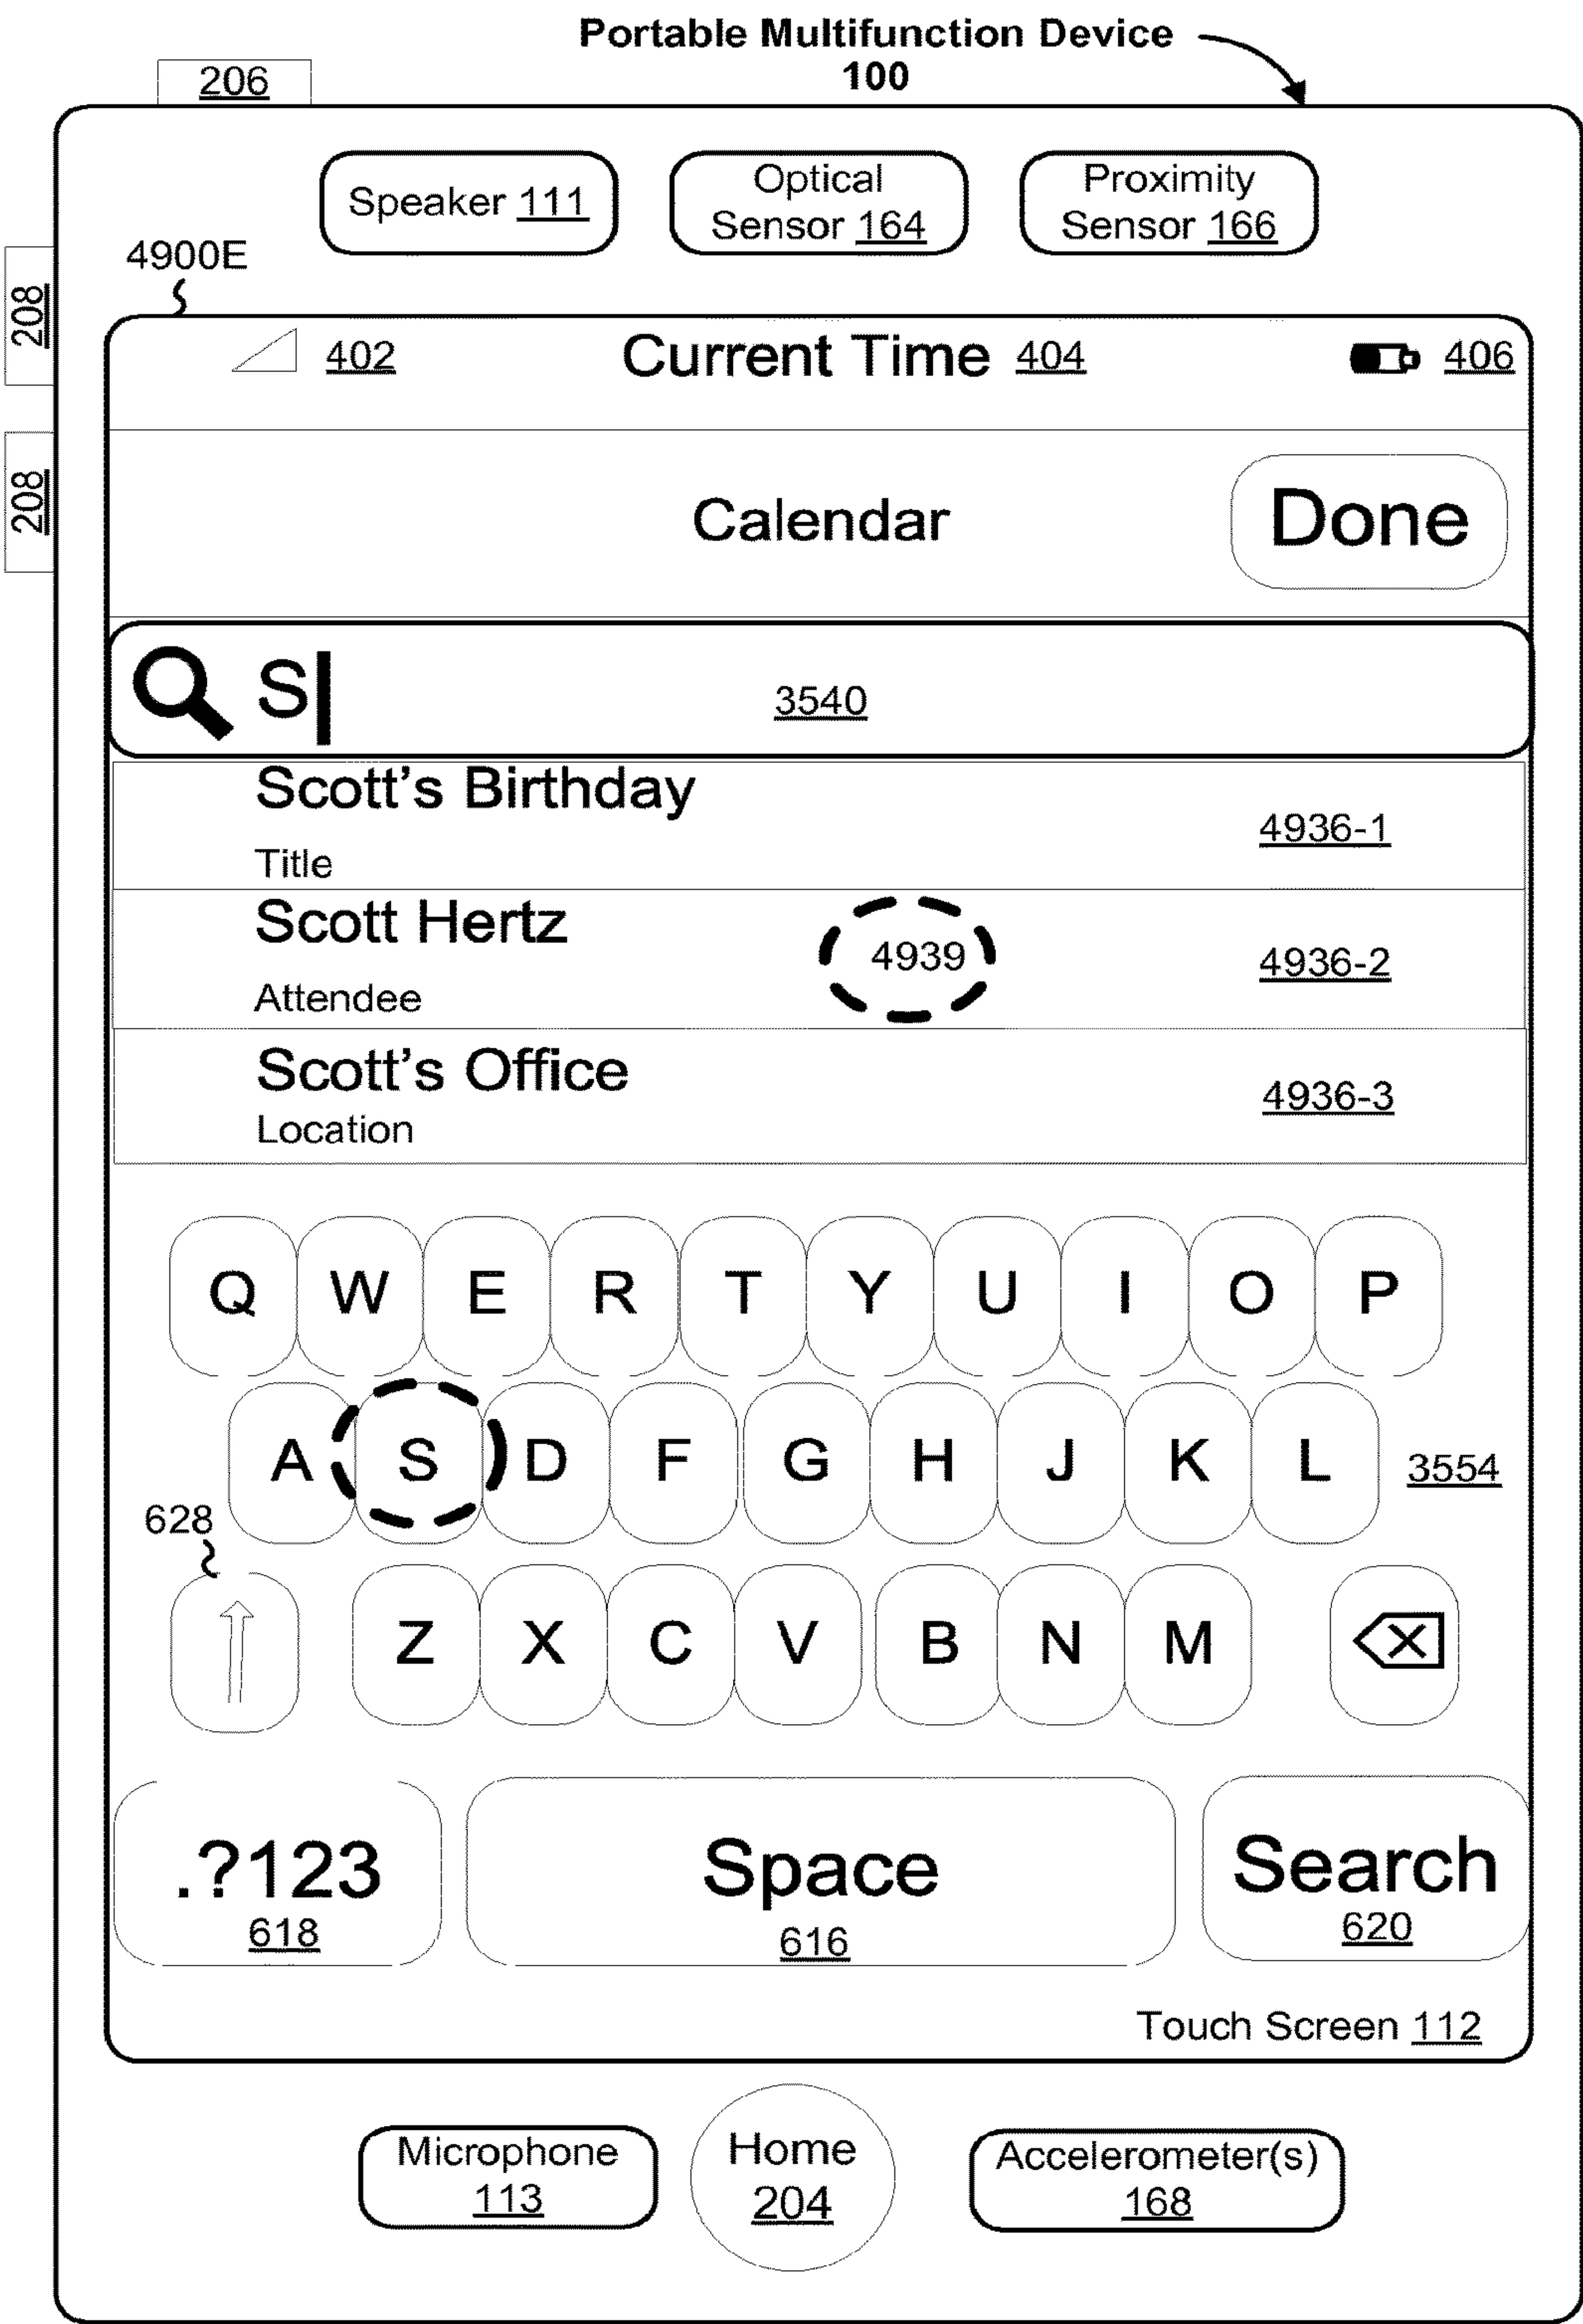 Portable Multifunction Device
100
206
Speaker 111
Optical
Sensor 164
Proximity
Sensor 166
4900E
208
208
402
Current Time 404
406
Calendar
Done
S
3540
Scott's Birthday
Title
4936-1
Scott Hertz
Attendee
4939
4936-2
Scott's Office
Location
4936-3
Q W E R T Y U I O P
A S D F G H J K L
3554
628
Z X C V B N M
.?123
618
Space
616
Search
620
Touch Screen 112
Microphone
113
Home
204
Accelerometer(s)
168